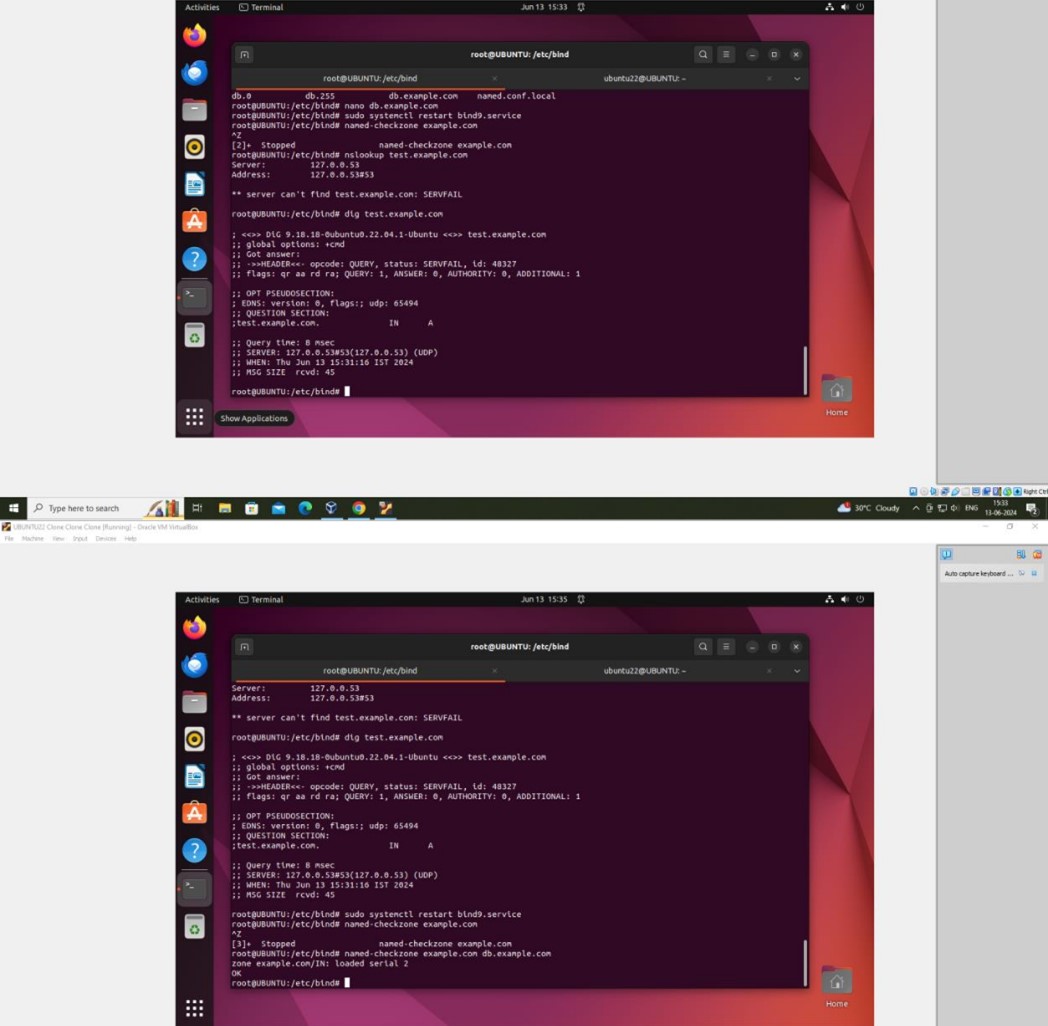 Activities Terminal Jun 13 15:33
root@UBUNTU: /etc/bind
root@UBUNTU: /etc/bind × ubuntu22@UBUNTU: ~ ×
db.0 db.255 db.example.com named.conf.local
root@UBUNTU:/etc/bind# nano db.example.com
root@UBUNTU:/etc/bind# sudo systemctl restart bind9.service
root@UBUNTU:/etc/bind# named-checkzone example.com
^Z
[2]+ Stopped named-checkzone example.com
root@UBUNTU:/etc/bind# nslookup test.example.com
Server: 127.0.0.53
Address: 127.0.0.53#53
** server can't find test.example.com: SERVFAIL
root@UBUNTU:/etc/bind# dig test.example.com
; <<>> DiG 9.18.18-0ubuntu0.22.04.1-Ubuntu <<>> test.example.com
;; global options: +cmd
;; Got answer:
;; ->>HEADER<<- opcode: QUERY, status: SERVFAIL, id: 48327
;; flags: qr aa rd ra; QUERY: 1, ANSWER: 0, AUTHORITY: 0, ADDITIONAL: 1
;; OPT PSEUDOSECTION:
; EDNS: version: 0, flags:; udp: 65494
;; QUESTION SECTION:
;test.example.com. IN A
;; Query time: 8 msec
;; SERVER: 127.0.0.53#53(127.0.0.53) (UDP)
;; WHEN: Thu Jun 13 15:31:16 IST 2024
;; MSG SIZE rcvd: 45
root@UBUNTU:/etc/bind#
Home
Show Applications
Right Ctrl
Type here to search 30°C Cloudy ENG 15:33
13-06-2024
UBUNTU22 Clone Clone Clone [Running] - Oracle VM VirtualBox
File Machine View Input Devices Help
Auto capture keyboard ...
Activities Terminal Jun 13 15:35
root@UBUNTU: /etc/bind
root@UBUNTU: /etc/bind × ubuntu22@UBUNTU: ~ ×
Server: 127.0.0.53
Address: 127.0.0.53#53
** server can't find test.example.com: SERVFAIL
root@UBUNTU:/etc/bind# dig test.example.com
; <<>> DiG 9.18.18-0ubuntu0.22.04.1-Ubuntu <<>> test.example.com
;; global options: +cmd
;; Got answer:
;; ->>HEADER<<- opcode: QUERY, status: SERVFAIL, id: 48327
;; flags: qr aa rd ra; QUERY: 1, ANSWER: 0, AUTHORITY: 0, ADDITIONAL: 1
;; OPT PSEUDOSECTION:
; EDNS: version: 0, flags:; udp: 65494
;; QUESTION SECTION:
;test.example.com. IN A
;; Query time: 8 msec
;; SERVER: 127.0.0.53#53(127.0.0.53) (UDP)
;; WHEN: Thu Jun 13 15:31:16 IST 2024
;; MSG SIZE rcvd: 45
root@UBUNTU:/etc/bind# sudo systemctl restart bind9.service
root@UBUNTU:/etc/bind# named-checkzone example.com
^Z
[3]+ Stopped named-checkzone example.com
root@UBUNTU:/etc/bind# named-checkzone example.com db.example.com
zone example.com/IN: loaded serial 2
OK
root@UBUNTU:/etc/bind#
Home